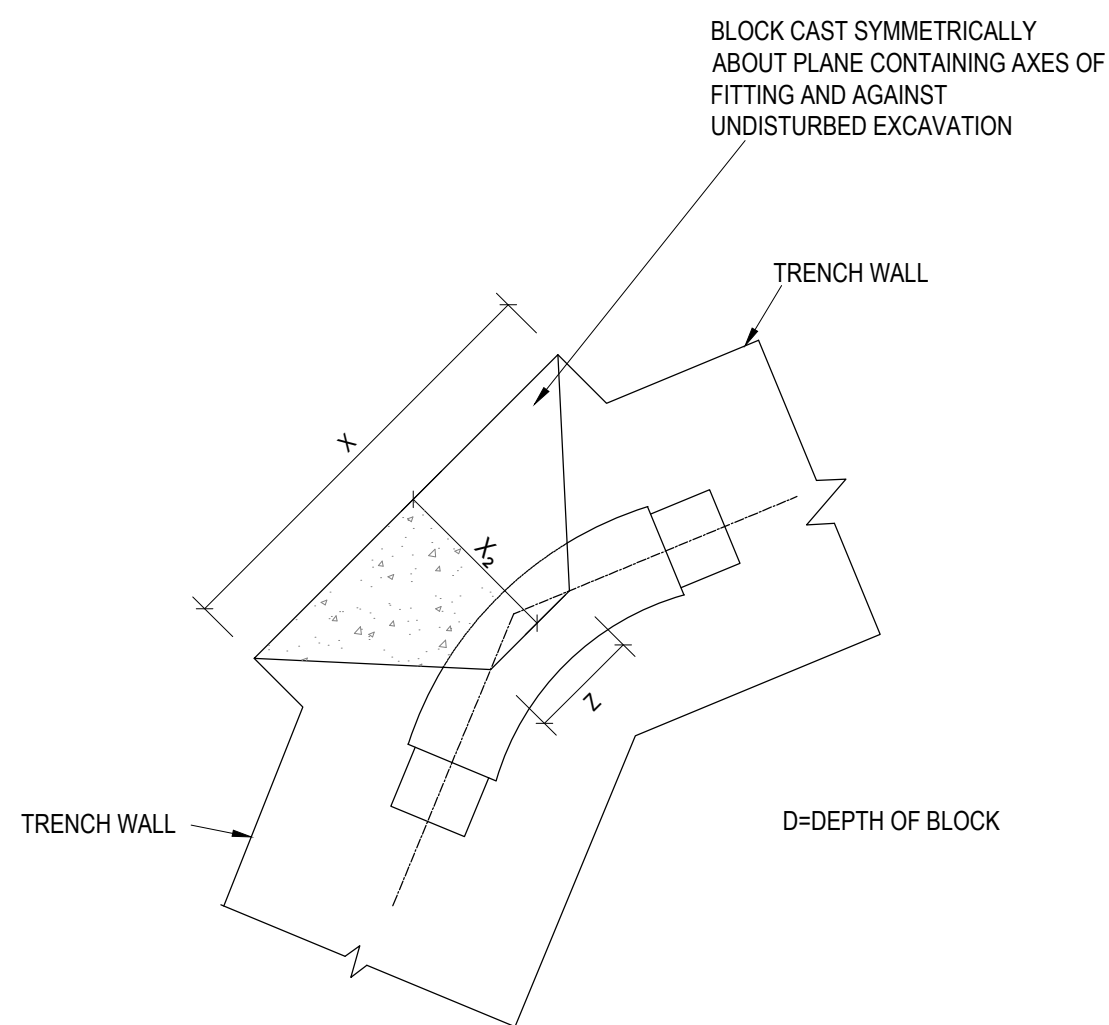 BLOCK CAST SYMMETRICALLY
ABOUT PLANE CONTAINING AXES OF
FITTING AND AGAINST
UNDISTURBED EXCAVATION
TRENCH WALL
X
X₂
Z
TRENCH WALL
D=DEPTH OF BLOCK